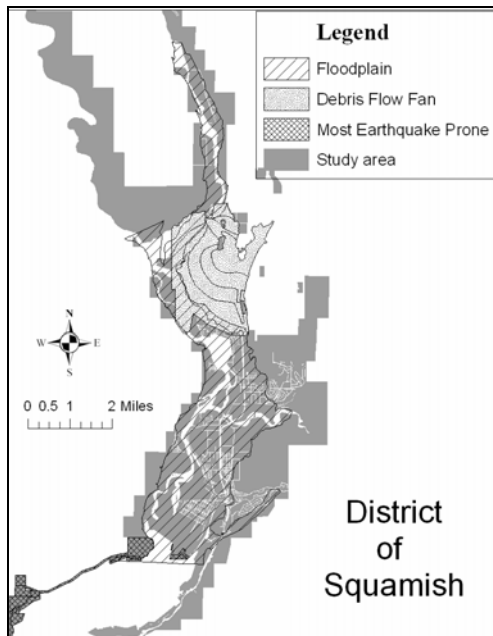 Legend
Floodplain
Debris Flow Fan
Most Earthquake Prone
Study area
N
W E
S
0 0.5 1 2 Miles
District
of
Squamish